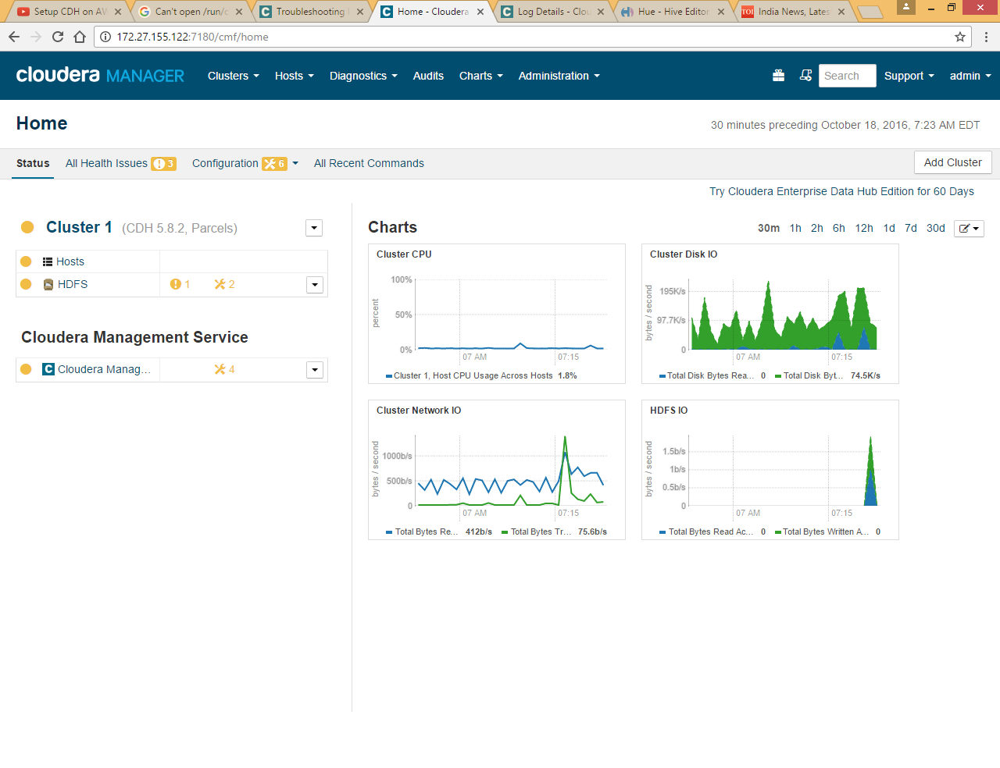 Setup CDH on AW
Can't open /run/c
Troubleshooting
Home - Cloudera
Log Details - Clou
Hue - Hive Editor
TOI India News, Lates
172.27.155.122:7180/cmf/home
cloudera MANAGER Clusters Hosts Diagnostics Audits Charts Administration Search Support admin
Home
30 minutes preceding October 18, 2016, 7:23 AM EDT
Status All Health Issues 3 Configuration 6 All Recent Commands Add Cluster
Try Cloudera Enterprise Data Hub Edition for 60 Days
Cluster 1 (CDH 5.8.2, Parcels)
Hosts
HDFS 1 2
Cloudera Management Service
C Cloudera Manag... 4
Charts 30m 1h 2h 6h 12h 1d 7d 30d
Cluster CPU
percent
100%
50%
0%
07 AM 07:15
Cluster 1, Host CPU Usage Across Hosts 1.8%
Cluster Disk IO
bytes / second
195K/s
97.7K/s
0
07 AM 07:15
Total Disk Bytes Rea... 0 Total Disk Byt... 74.5K/s
Cluster Network IO
bytes / second
1000b/s
500b/s
0
07 AM 07:15
Total Bytes Re... 412b/s Total Bytes Tr... 75.6b/s
HDFS IO
bytes / second
1.5b/s
1b/s
0.5b/s
0
07 AM 07:15
Total Bytes Read Ac... 0 Total Bytes Written A... 0